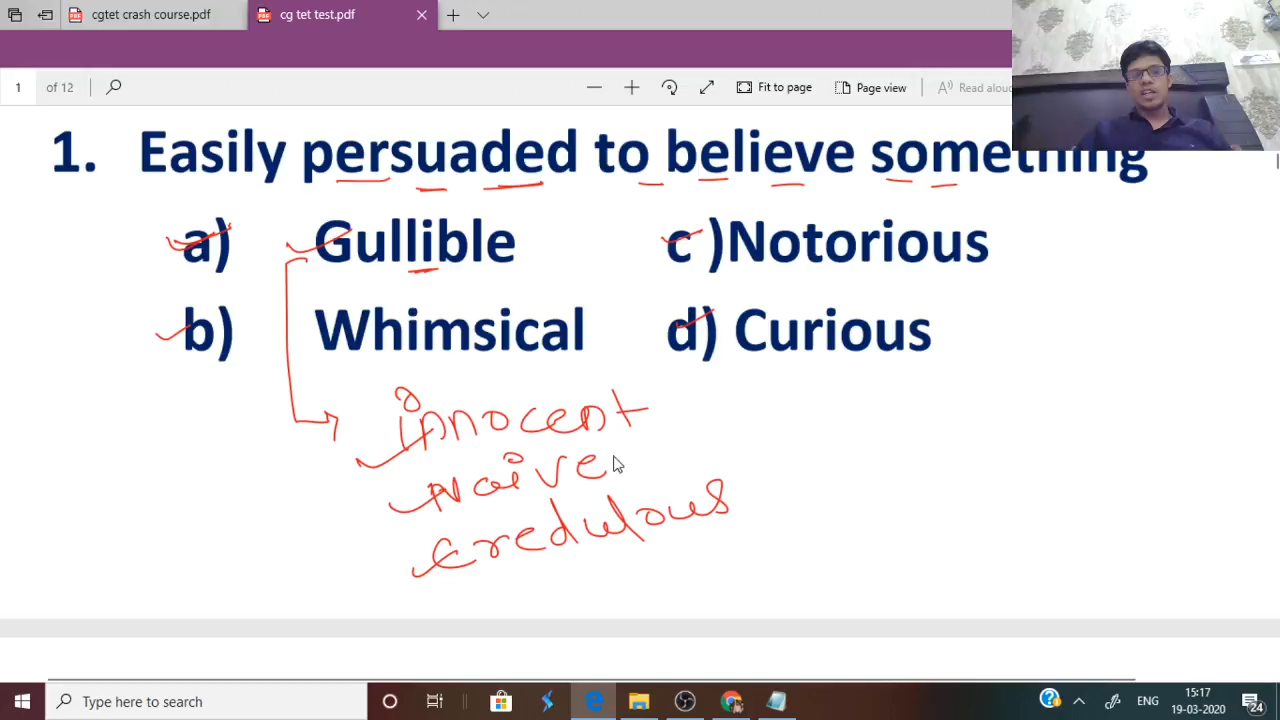 cgtet crash course.pdf
cg tet test.pdf
1 of 12
Fit to page
Page view
Read alou
1. Easily persuaded to believe something
a) Gullible c )Notorious
b) Whimsical d) Curious
innocent
naive
credulous
Type here to search
ENG
15:17
19-03-2020
24